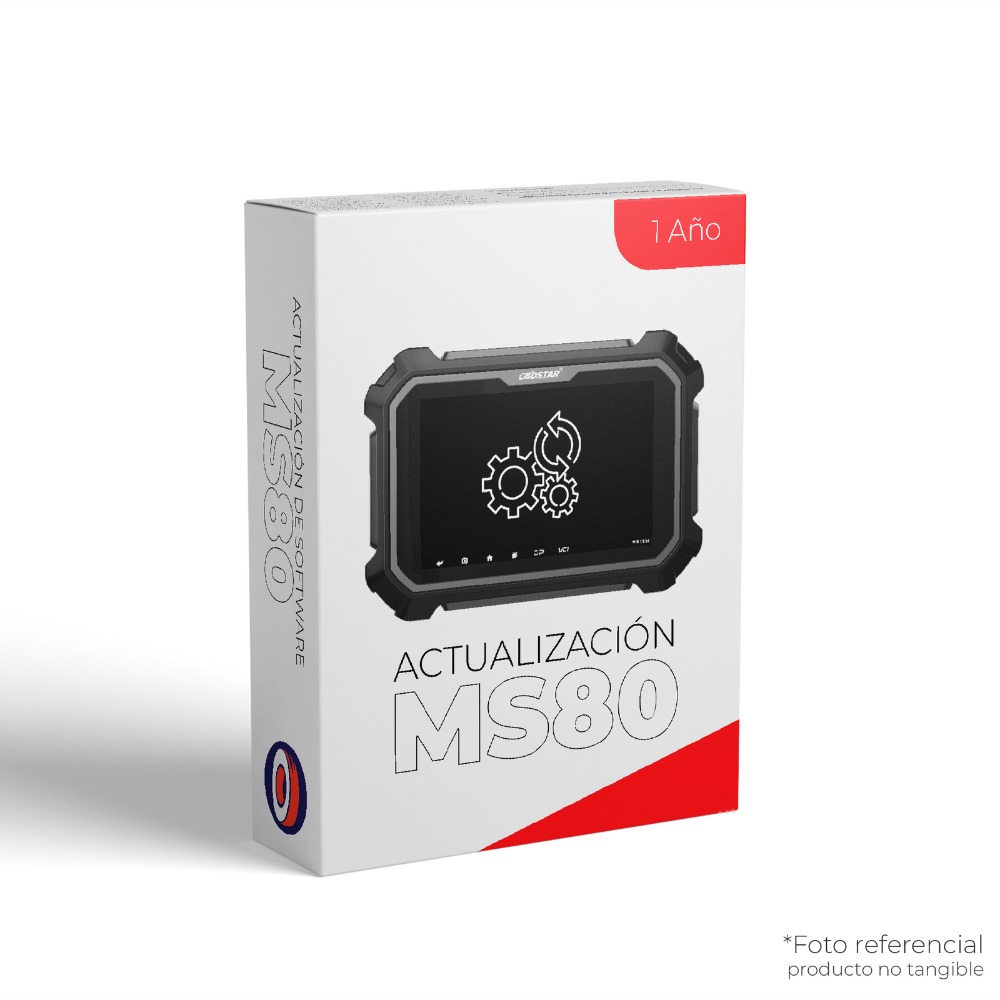 1 Año
OBDSTAR
ACTUALIZACIÓN
MS80
ACTUALIZACIÓN DE SOFTWARE
MS80
*Foto referencial
producto no tangible